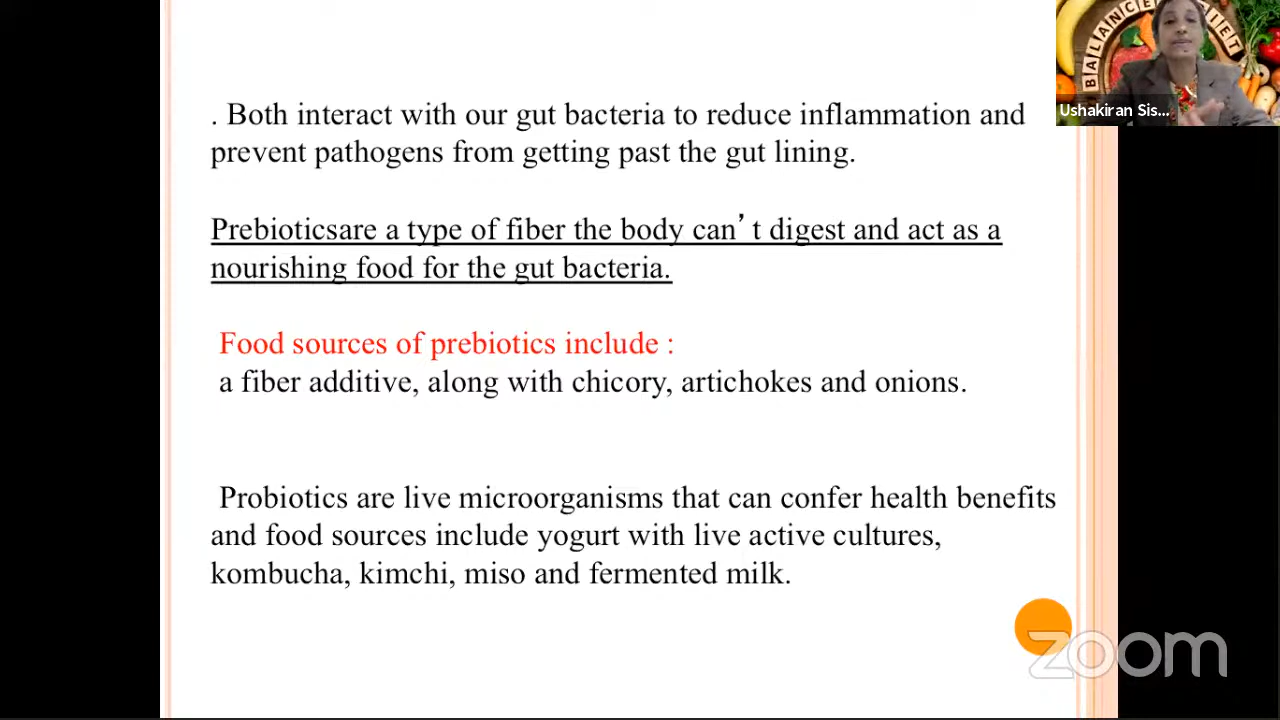 . Both interact with our gut bacteria to reduce inflammation and
prevent pathogens from getting past the gut lining.
Prebioticsare a type of fiber the body can’t digest and act as a
nourishing food for the gut bacteria.
Food sources of prebiotics include :
a fiber additive, along with chicory, artichokes and onions.
Probiotics are live microorganisms that can confer health benefits
and food sources include yogurt with live active cultures,
kombucha, kimchi, miso and fermented milk.
BALANCE DIET
Ushakiran Sis...
zoom